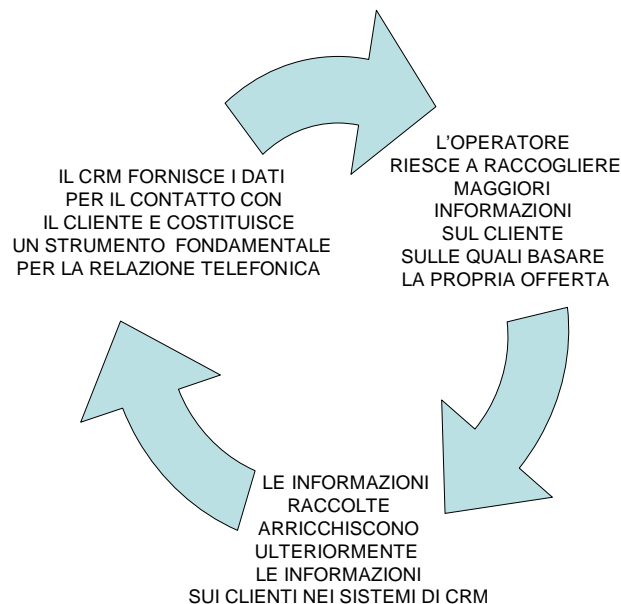 IL CRM FORNISCE I DATI
PER IL CONTATTO CON
IL CLIENTE E COSTITUISCE
UN STRUMENTO FONDAMENTALE
PER LA RELAZIONE TELEFONICA
L'OPERATORE
RIESCE A RACCOGLIERE
MAGGIORI
INFORMAZIONI
SUL CLIENTE
SULLE QUALI BASARE
LA PROPRIA OFFERTA
LE INFORMAZIONI
RACCOLTE
ARRICCHISCONO
ULTERIORMENTE
LE INFORMAZIONI
SUI CLIENTI NEI SISTEMI DI CRM